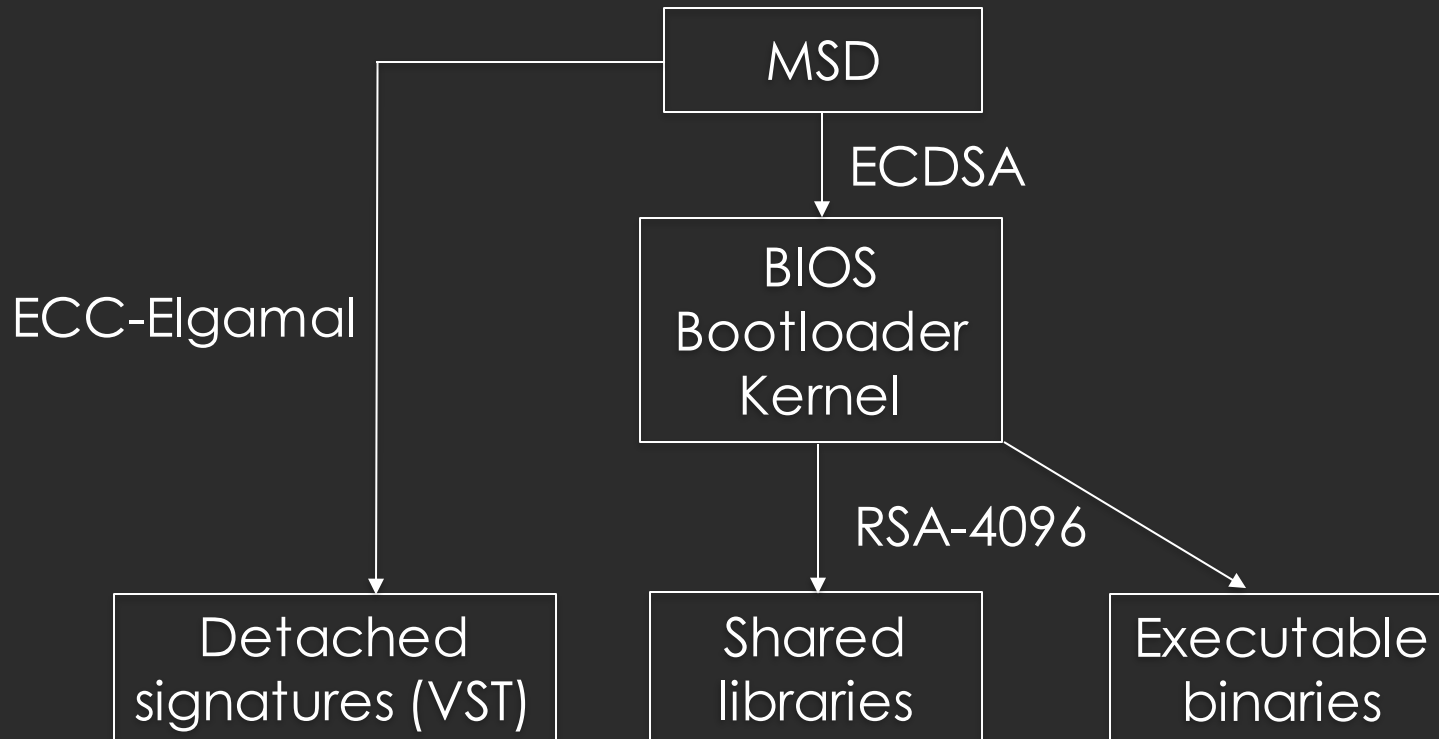 MSD
ECDSA
BIOS
Bootloader
Kernel
ECC-Elgamal
RSA-4096
Detached
signatures (VST)
Shared
libraries
Executable
binaries